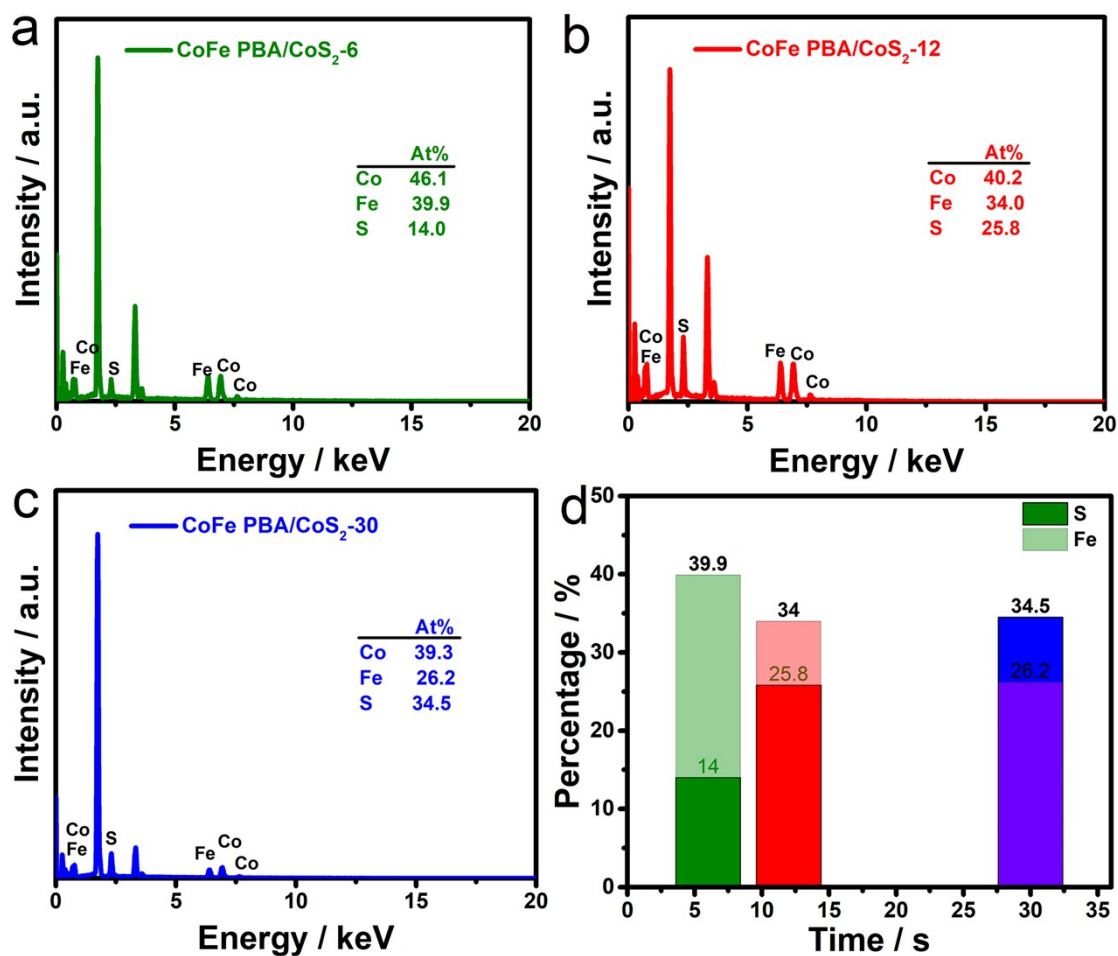 a
CoFe PBA/CoS₂-6
At%
Co 46.1
Fe 39.9
S 14.0
Co
Fe
S
Fe
Co
Co
Intensity / a.u.
0 5 10 15 20
Energy / keV
b
CoFe PBA/CoS₂-12
At%
Co 40.2
Fe 34.0
S 25.8
Co
Fe
S
Fe
Co
Co
Intensity / a.u.
0 5 10 15 20
Energy / keV
c
CoFe PBA/CoS₂-30
At%
Co 39.3
Fe 26.2
S 34.5
Co
Fe
S
Fe
Co
Co
Intensity / a.u.
0 5 10 15 20
Energy / keV
d
S
Fe
50
40
30
20
10
0
Percentage / %
39.9
14
34
25.8
34.5
26.2
0 5 10 15 20 25 30 35
Time / s